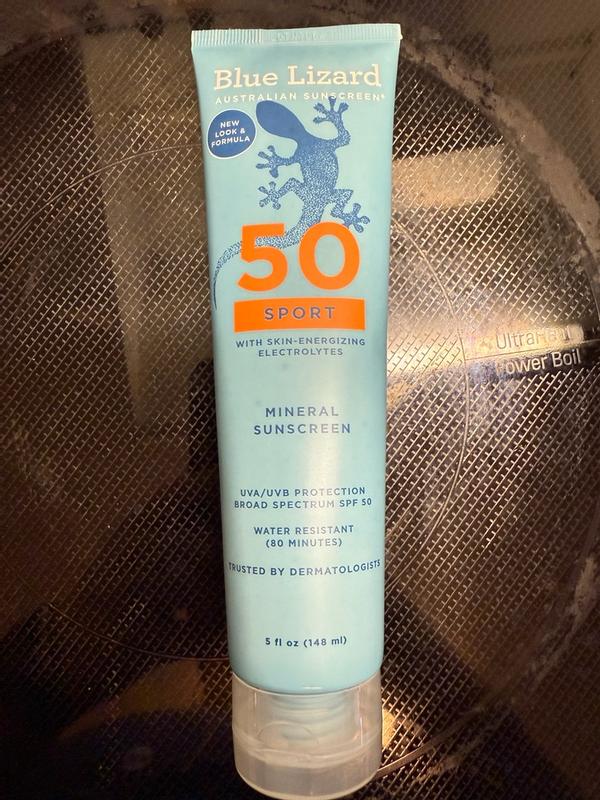 Blue Lizard
AUSTRALIAN SUNSCREEN®
NEW
LOOK &
FORMULA
50
SPORT
WITH SKIN-ENERGIZING
ELECTROLYTES
MINERAL
SUNSCREEN
UVA/UVB PROTECTION
BROAD SPECTRUM SPF 50
WATER RESISTANT
(80 MINUTES)
TRUSTED BY DERMATOLOGISTS
5 fl oz (148 ml)
Power Boil